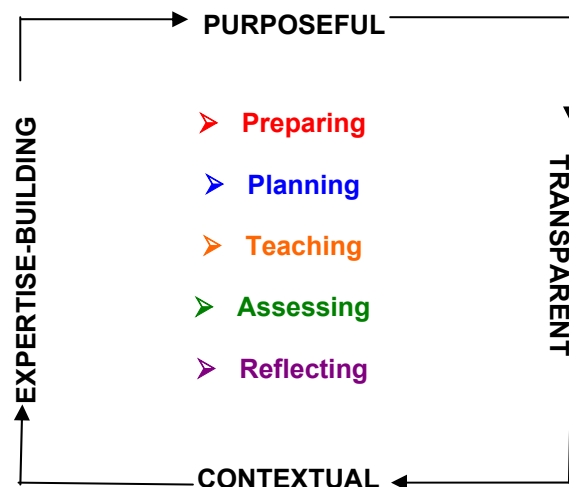 PURPOSEFUL
EXPERTISE-BUILDING
TRANSPARENT
Preparing
Planning
Teaching
Assessing
Reflecting
CONTEXTUAL